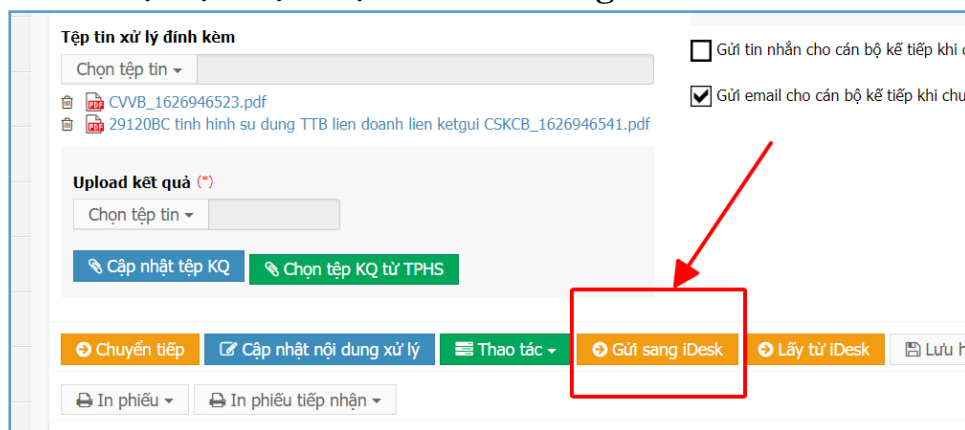 Tệp tin xử lý đính kèm
Chọn tệp tin
CVVB_1626946523.pdf
29120BC tinh hinh su dung TTB lien doanh lien ketgui CSKCB_1626946541.pdf
Gửi tin nhắn cho cán bộ kế tiếp khi
Gửi email cho cán bộ kế tiếp khi
Upload kết quả (*)
Chọn tệp tin
Cập nhật tệp KQ Chọn tệp KQ từ TPHS
Chuyển tiếp Cập nhật nội dung xử lý Thao tác Gửi sang iDesk Lấy từ iDesk Lưu
In phiếu In phiếu tiếp nhận